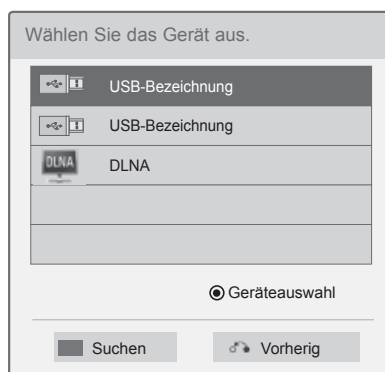 Wählen Sie das Gerät aus.
USB-Bezeichnung
USB-Bezeichnung
DLNA DLNA
Geräteauswahl
Suchen Vorherig